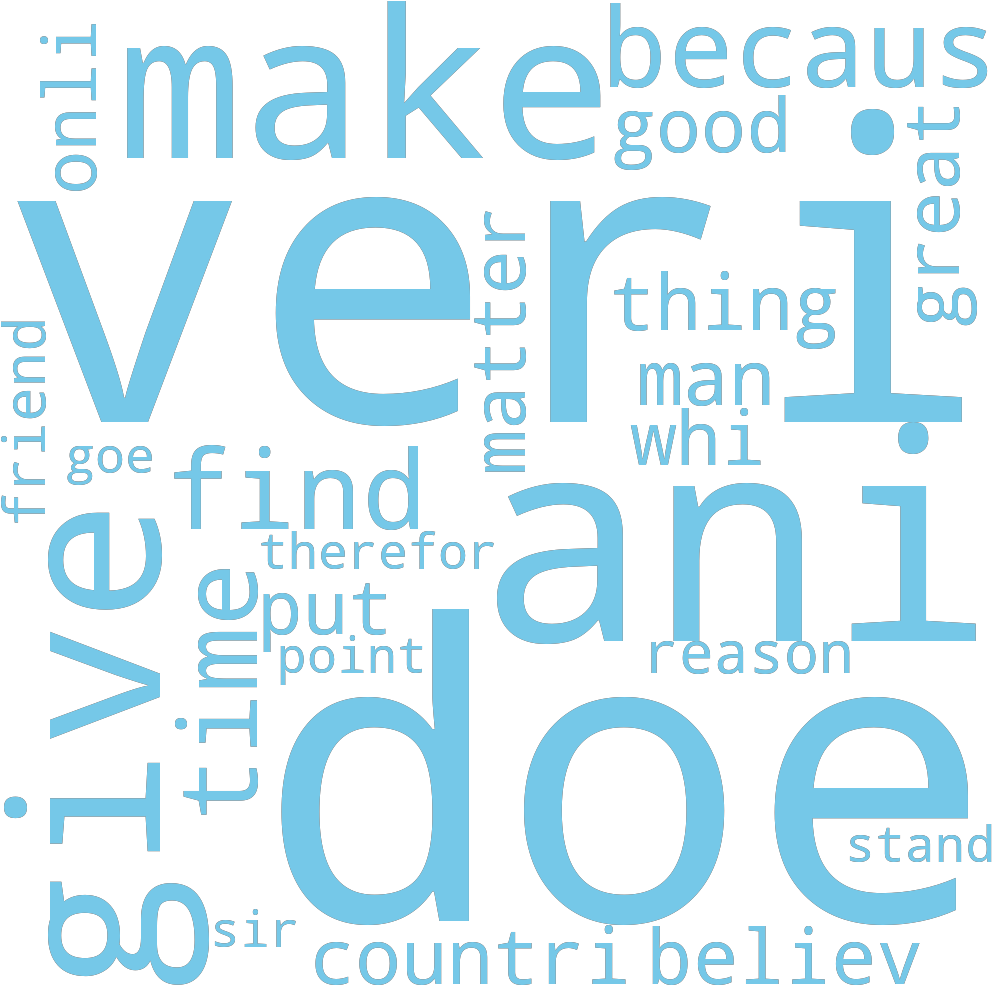 onli
make
becaus
good
great
veri
matter
thing
man
whi
friend
goe
find
ani
therefor
give
time
put
point
reason
doe
stand
sir
countri
believ